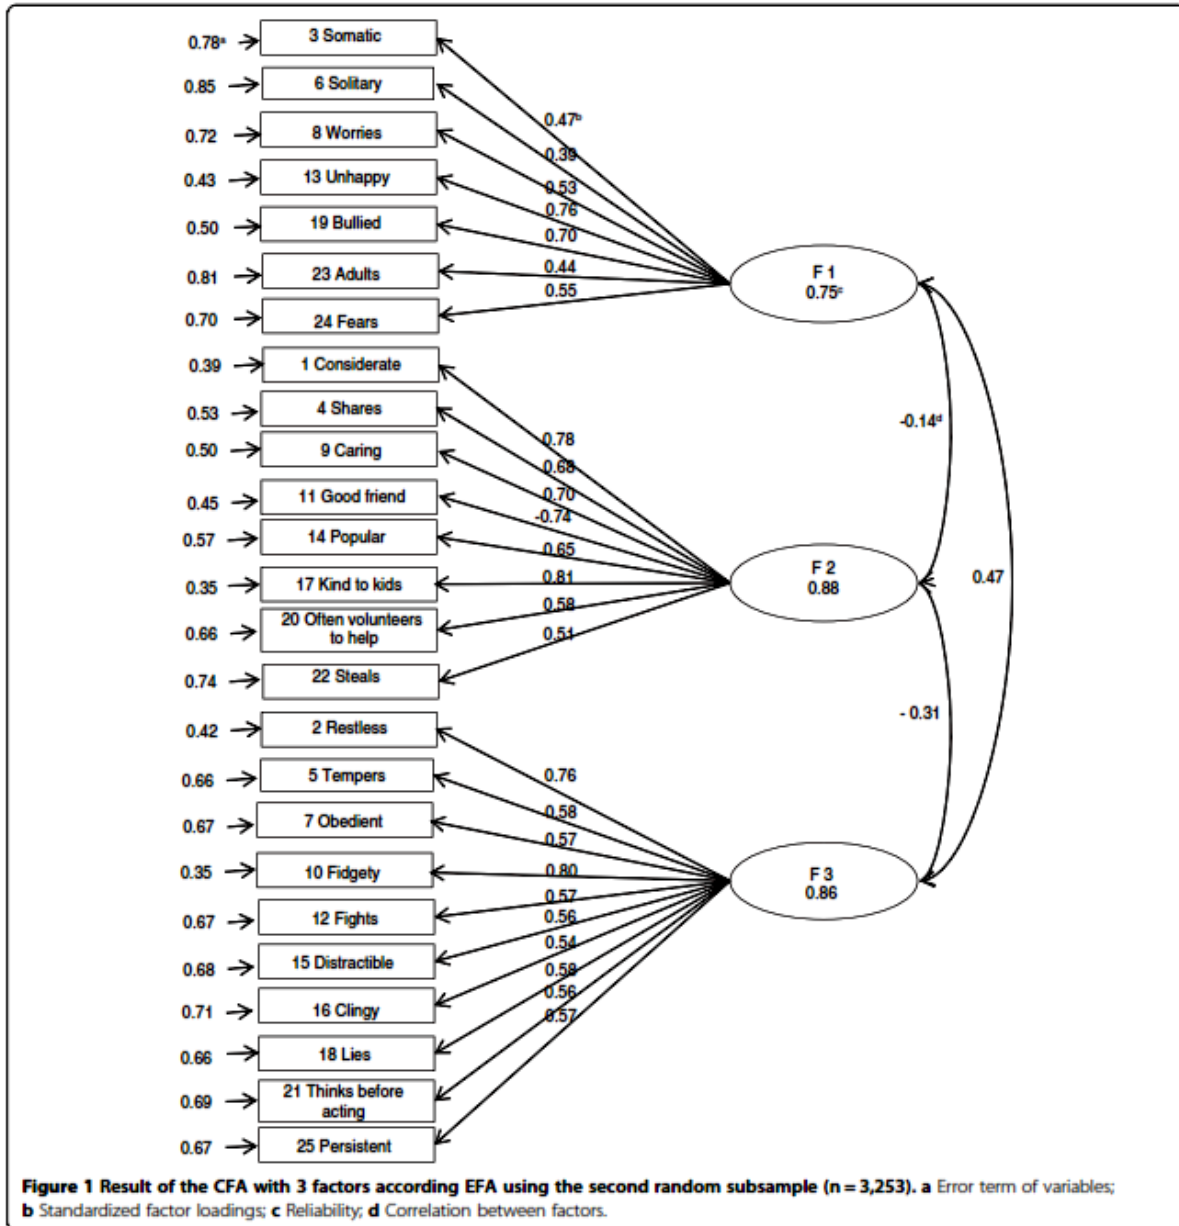 0.78ᵃ 3 Somatic
0.85 6 Solitary
0.72 8 Worries
0.43 13 Unhappy
0.50 19 Bullied
0.81 23 Adults
0.70 24 Fears
0.47ᵇ
0.39
0.53
0.76
0.70
0.44
0.55
F 1
0.75ᶜ
0.39 1 Considerate
0.53 4 Shares
0.50 9 Caring
0.45 11 Good friend
0.57 14 Popular
0.35 17 Kind to kids
0.66 20 Often volunteers
to help
0.74 22 Steals
0.78
0.68
0.70
-0.74
0.65
0.81
0.58
0.51
F 2
0.88
-0.14ᵈ
0.47
- 0.31
0.42 2 Restless
0.66 5 Tempers
0.67 7 Obedient
0.35 10 Fidgety
0.67 12 Fights
0.68 15 Distractible
0.71 16 Clingy
0.66 18 Lies
0.69 21 Thinks before
acting
0.67 25 Persistent
0.76
0.58
0.57
0.80
0.57
0.56
0.54
0.58
0.56
0.57
F 3
0.86
Figure 1 Result of the CFA with 3 factors according EFA using the second random subsample (n = 3,253). a Error term of variables;
b Standardized factor loadings; c Reliability; d Correlation between factors.